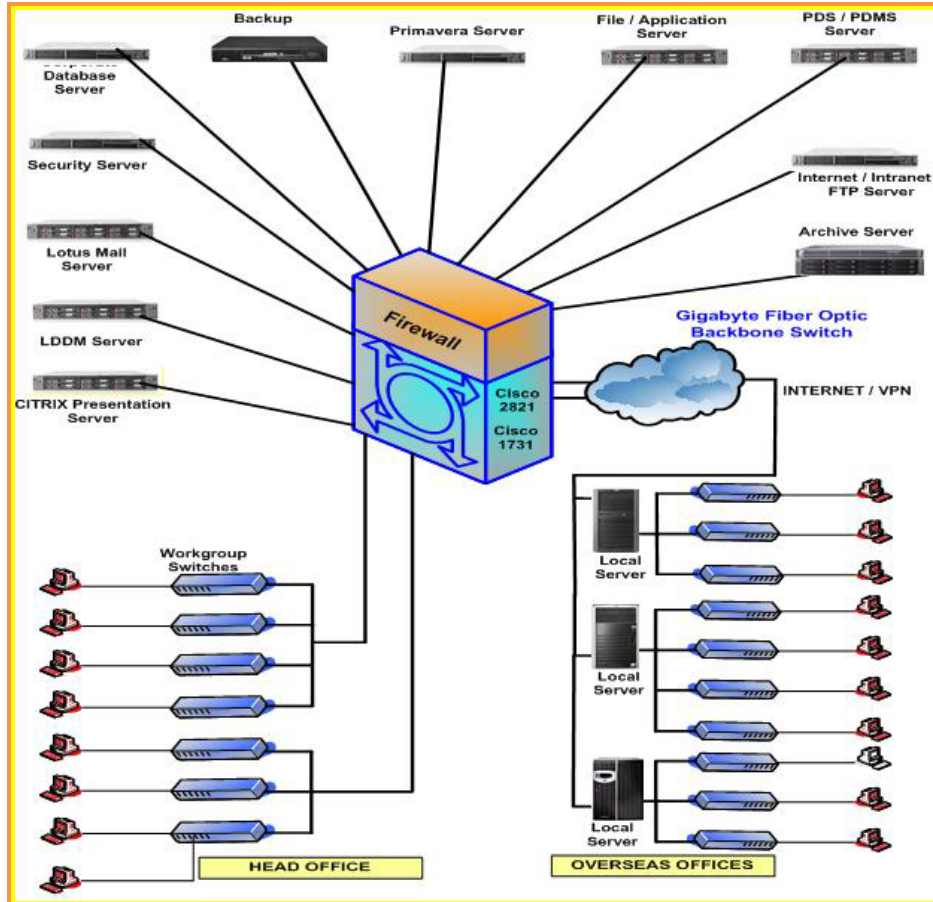 Backup
Primavera Server
File / Application
Server
PDS / PDMS
Server
Database
Server
Security Server
Internet / Intranet
FTP Server
Lotus Mail
Server
Archive Server
LDDM Server
CITRIX Presentation
Server
Firewall
Cisco
2821
Cisco
1731
Gigabyte Fiber Optic
Backbone Switch
INTERNET / VPN
Workgroup
Switches
Local
Server
Local
Server
Local
Server
HEAD OFFICE
OVERSEAS OFFICES